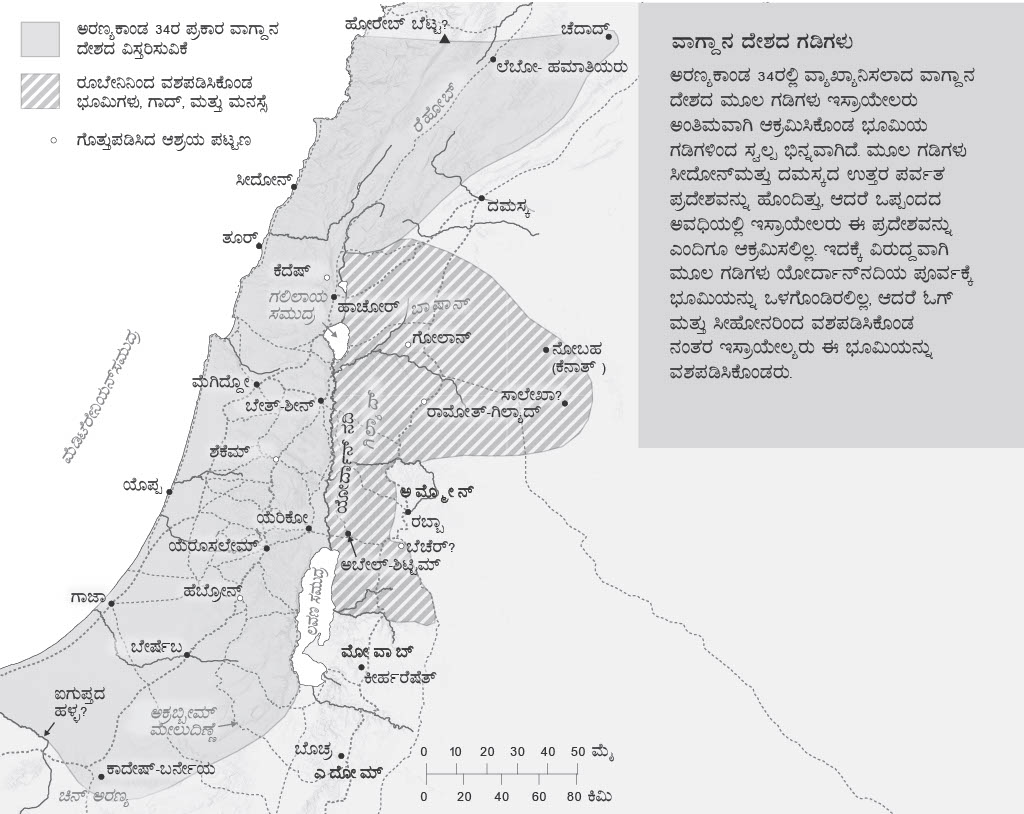 ಅರಣ್ಯಕಾಂಡ 34ರ ಪ್ರಕಾರ ವಾಗ್ದಾನ
ದೇಶದ ವಿಸ್ತರಿಸುವಿಕೆ
ರೂಬೇನಿನಿಂದ ವಶಪಡಿಸಿಕೊಂಡ
ಭೂಮಿಗಳು, ಗಾದ್, ಮತ್ತು ಮನಸ್ಸೆ
ಗೊತ್ತುಪಡಿಸಿದ ಆಶ್ರಯ ಪಟ್ಟಣ
ವಾಗ್ದಾನ ದೇಶದ ಗಡಿಗಳು
ಅರಣ್ಯಕಾಂಡ 34ರಲ್ಲಿ ವ್ಯಾಖ್ಯಾನಿಸಲಾದ ವಾಗ್ದಾನ
ದೇಶದ ಮೂಲ ಗಡಿಗಳು ಇಸ್ರಾಯೇಲರು
ಅಂತಿಮವಾಗಿ ಆಕ್ರಮಿಸಿಕೊಂಡ ಭೂಮಿಯ
ಗಡಿಗಳಿಂದ ಸ್ವಲ್ಪ ಭಿನ್ನವಾಗಿದೆ. ಮೂಲ ಗಡಿಗಳು
ಸೀದೋನ್‌ಮತ್ತು ದಮಸ್ಕದ ಉತ್ತರ ಪರ್ವತ
ಪ್ರದೇಶವನ್ನು ಹೊಂದಿತ್ತು, ಆದರೆ ಒಪ್ಪಂದದ
ಅವಧಿಯಲ್ಲಿ ಇಸ್ರಾಯೇಲರು ಈ ಪ್ರದೇಶವನ್ನು
ಎಂದಿಗೂ ಆಕ್ರಮಿಸಲಿಲ್ಲ. ಇದಕ್ಕೆ ವಿರುದ್ದವಾಗಿ
ಮೂಲ ಗಡಿಗಳು ಯೋರ್ದಾನ್‌ನದಿಯ ಪೂರ್ವಕ್ಕೆ
ಭೂಮಿಯನ್ನು ಒಳಗೊಂಡಿರಲಿಲ್ಲ, ಆದರೆ ಓಗ್
ಮತ್ತು ಸೀಹೋನರಿಂದ ವಶಪಡಿಸಿಕೊಂಡ
ನಂತರ ಇಸ್ರಾಯೇಲ್ಯರು ಈ ಭೂಮಿಯನ್ನು
ವಶಪಡಿಸಿಕೊಂಡರು.
ಹೋರೇಬ್ ಬೆಟ್ಟ?
ಚೆದಾದ್
ಲೆಬೋ- ಹಮಾತಿಯರು
ರೆಹೋಬ್
ಸೀದೋನ್
ದಮಸ್ಕ
ತೂರ್
ಕೆದೆಷ್
ಗಲಿಲಾಯ
ಸಮುದ್ರ
ಹಾಚೋರ್
ಬಾಷಾನ್
ಗೋಲಾನ್
ನೋಬಹ
(ಕೆನಾತ್ )
ಮೆಡಿಟೆರೇನಿಯನ್ ಸಮುದ್ರ
ಮೆಗಿದ್ದೋ
ಬೇತ್-ಶೀನ್
ಸಾಲೇಖಾ?
ರಾಮೋತ್-ಗಿಲ್ಯಾದ್
ಗಿಲ್ಯಾದ್
ಶೆಕೆಮ್
ಯೊಪ್ಪ
ಅಮ್ಮೋನ್
ಯೆರಿಕೋ
ರಬ್ಬಾ
ಯೆರೂಸಲೇಮ್
ಬೆಚೆರ್?
ಅಬೇಲ್-ಶಿಟ್ಟಿಮ್
ಗಾಜಾ
ಹೆಬ್ರೋನ್
ಲವಣ ಸಮುದ್ರ
ಬೇರ್ಷೆಬ
ಮೋವಾಬ್
ಕೀರ್ಹರೆಷೆತ್
ಐಗುಪ್ತದ
ಹಳ್ಳ?
ಅಕ್ರಬ್ಬೀಮ್
ಮೇಲುದಿಣ್ಣೆ
ಬೊಚ್ರ
ಎದೋಮ್
ಕಾದೇಷ್-ಬರ್ನೇಯ
ಚಿನ್ ಅರಣ್ಯ
0 10 20 30 40 50 ಮೈ
0 20 40 60 80 ಕಿಮಿ